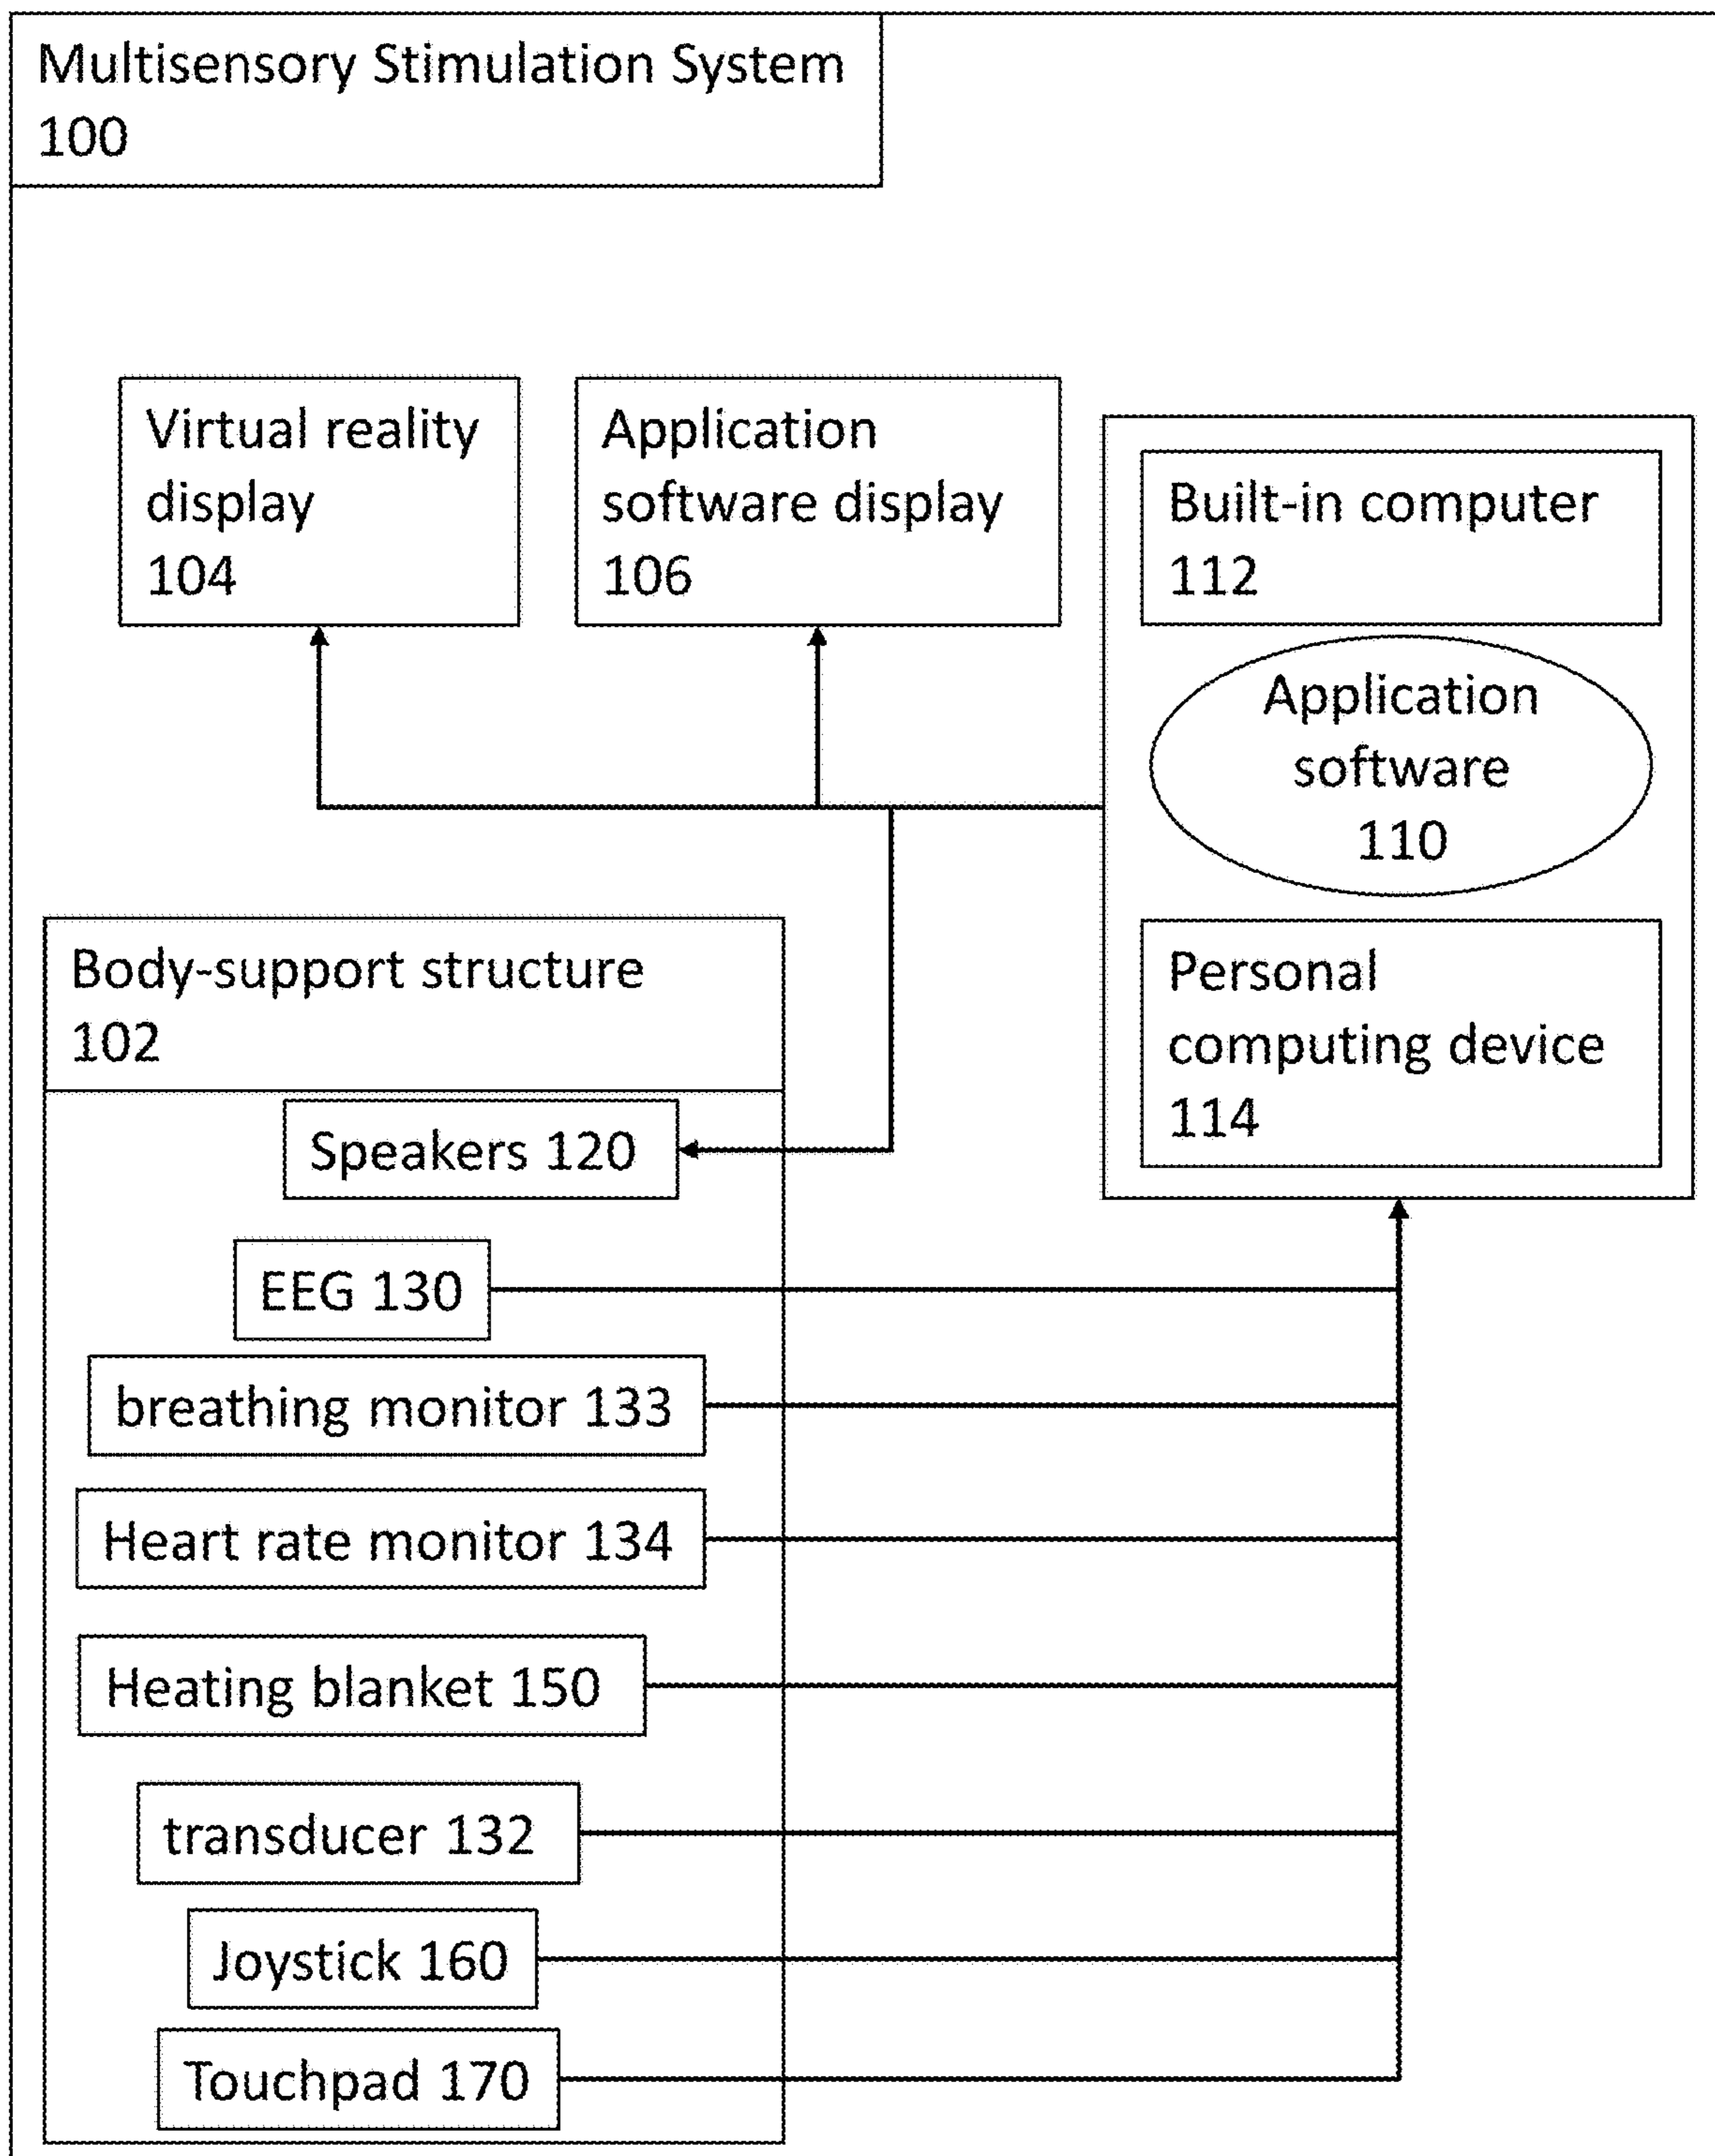 Multisensory Stimulation System
100
Virtual reality
display
104
Application
software display
106
Built-in computer
112
Application
software
110
Personal
computing device
114
Body-support structure
102
Speakers 120
EEG 130
breathing monitor 133
Heart rate monitor 134
Heating blanket 150
transducer 132
Joystick 160
Touchpad 170